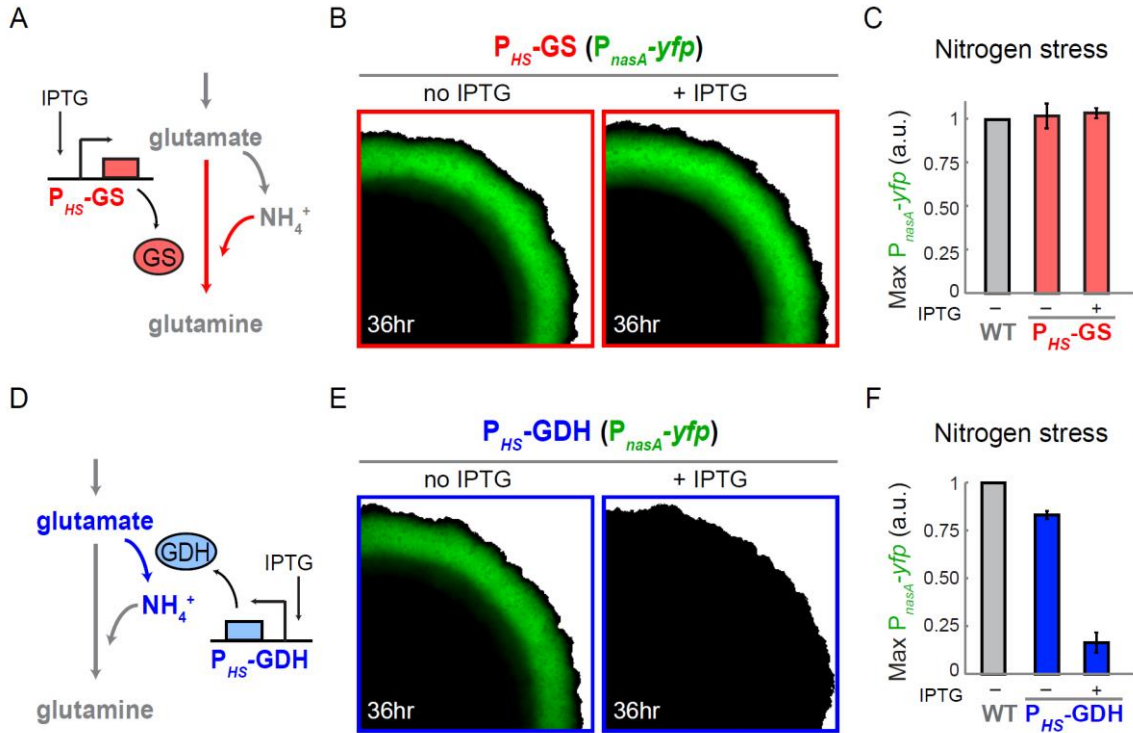 A
IPTG
glutamate
P_HS-GS
NH₄⁺
GS
glutamine
B
P_HS-GS (P_nasA-yfp)
no IPTG
+ IPTG
36hr
36hr
C
Nitrogen stress
Max P_nasA-yfp (a.u.)
1
0.75
0.50
0.25
0
IPTG − − +
WT P_HS-GS
D
glutamate
GDH
IPTG
NH₄⁺
P_HS-GDH
glutamine
E
P_HS-GDH (P_nasA-yfp)
no IPTG
+ IPTG
36hr
36hr
F
Nitrogen stress
Max P_nasA-yfp (a.u.)
1
0.75
0.50
0.25
0
IPTG − − +
WT P_HS-GDH